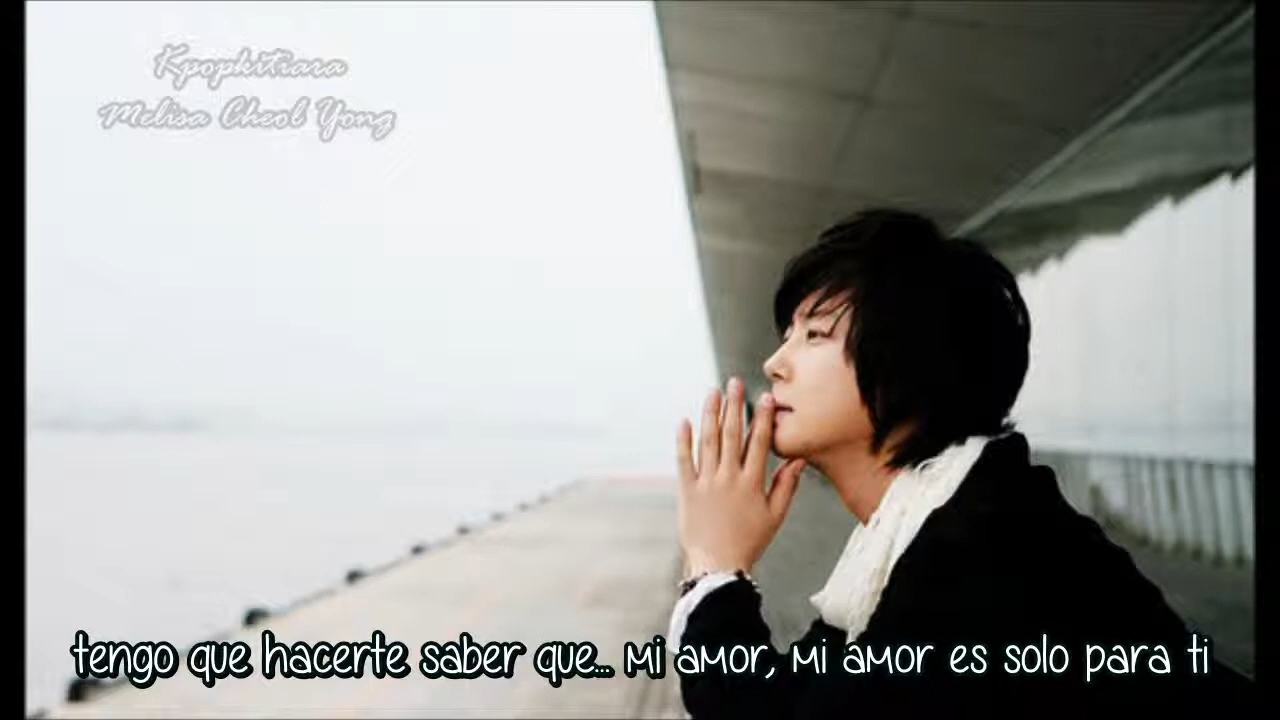 Kpopkitiara
Melisa Cheol Yong
tengo que hacerte saber que... mi amor, mi amor es solo para ti